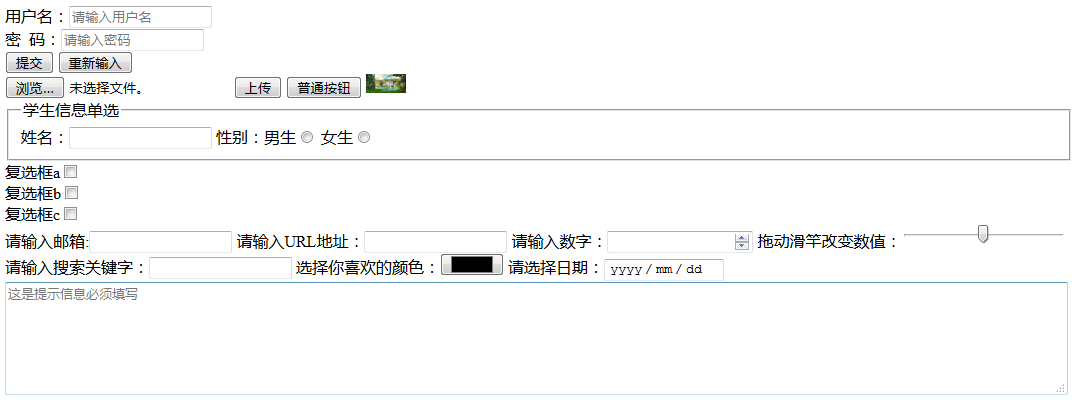 用户名：请输入用户名
密 码：请输入密码
提交 重新输入
浏览... 未选择文件。 上传 普通按钮
学生信息单选
姓名： 性别：男生 女生
复选框a
复选框b
复选框c
请输入邮箱: 请输入URL地址： 请输入数字： 拖动滑竿改变数值：
请输入搜索关键字： 选择你喜欢的颜色： 请选择日期： yyyy / mm / dd
这是提示信息必须填写